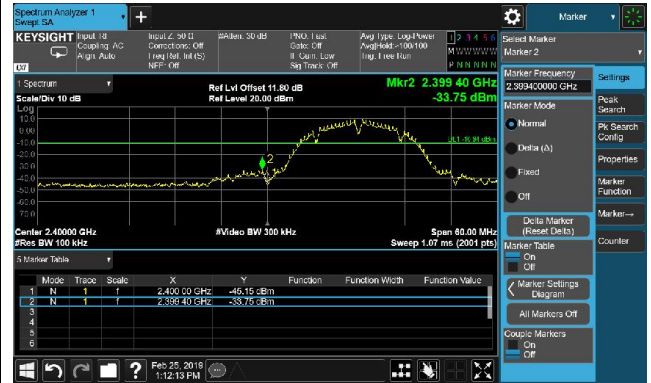 Spectrum Analyzer 1
Swept SA
+
Marker
KEYSIGHT Input: RF
Coupling: AC
Align: Auto
Input Z: 50 Ω
Corrections: Off
Freq Ref: Int (S)
NFE: Off
#Atten: 30 dB
PNO: Fast
Gate: Off
IF Gain: Low
Sig Track: Off
Avg Type: Log-Power
Avg|Hold:>100/100
Trig: Free Run
1 2 3 4 5 6
M W W W W W
P N N N N N
Select Marker
Marker 2
1 Spectrum
Scale/Div 10 dB
Ref Lvl Offset 11.80 dB
Ref Level 20.00 dBm
Mkr2 2.399 40 GHz
-33.75 dBm
Log
10.0
0.00
-10.0
-20.0
-30.0
-40.0
-50.0
-60.0
-70.0
2
Center 2.40000 GHz
#Res BW 100 kHz
#Video BW 300 kHz
Span 60.00 MHz
Sweep 1.07 ms (2001 pts)
5 Marker Table
Mode Trace Scale X Y Function Function Width Function Value
1 N 1 f 2.400 00 GHz -45.15 dBm
2 N 1 f 2.399 40 GHz -33.75 dBm
3
4
5
6
Marker Frequency
2.399400000 GHz
Marker Mode
Normal
Delta (Δ)
Fixed
Off
Delta Marker
(Reset Delta)
Marker Table
On
Off
Marker Settings
Diagram
All Markers Off
Couple Markers
On
Off
Settings
Peak
Search
Pk Search
Config
Properties
Marker
Function
Marker→
Counter
?
Feb 25, 2019
1:12:13 PM